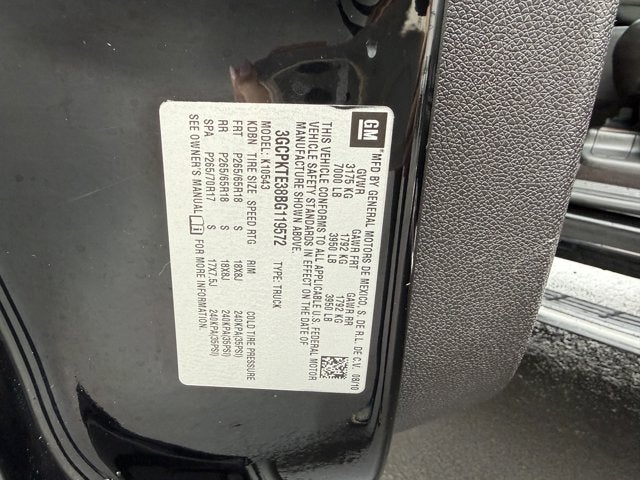 GM
MFD BY GENERAL MOTORS DE MEXICO, S. DE R.L. DE C.V. 08/10
GVWR GAWR FRT GAWR RR
3175 KG 1792 KG 1792 KG
7000 LB 3950 LB 3950 LB
THIS VEHICLE CONFORMS TO ALL APPLICABLE U.S. FEDERAL MOTOR
VEHICLE SAFETY STANDARDS IN EFFECT ON THE DATE OF
MANUFACTURE SHOWN ABOVE.
3GCPKTE38BG119572 TYPE: TRUCK
MODEL: K10543
KDBN TIRE SIZE SPEED RTG RIM COLD TIRE PRESSURE
FRT P265/65R18 S 18X8J 240KPA(35PSI)
RR P265/65R18 S 18X8J 240KPA(35PSI)
SPA P265/70R17 S 17X7.5J 240KPA(35PSI)
SEE OWNER'S MANUAL FOR MORE INFORMATION.